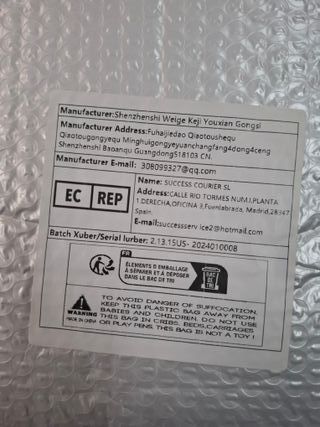 Manufacturer:Shenzhenshi Weige Keji Youxian Gongsi
Manufacturer Address:Fuhaijiedao Qiaotoushequ
Qiaotougongyequ Minghuigongyeyuanchangfang4dong4ceng
Shenzhenshi Baoanqu Guangdong518103 CN.
Manufacturer E-mail: 308099327@qq.com
EC REP
Name: SUCCESS COURIER SL
Address:CALLE RIO TORMES NUM.I,PLANTA
1.DERECHA,OFICINA 3,Fuenlabrada, Madrid,28347
Spain.
E-mail:successserv ice2@hotmail.com
Batch Xuber/Serial lurber: 2.13.15US- 2024010008
FR
ÉLÉMENTS D'EMBALLAGE
À SÉPARER ET À DÉPOSER
DANS LE BAC DE TRI
BAC
DE TRI
WARNING
MADE IN CHINA
TO AVOID DANGER OF SUFFOCATION,
KEEP THIS PLASTIC BAG AWAY FROM
BABIES AND CHILDREN. DO NOT USE
THIS BAG IN CRIBS, BEDS,CARRIAGES
OR PLAY PENS. THIS BAG IS NOT A TOY !